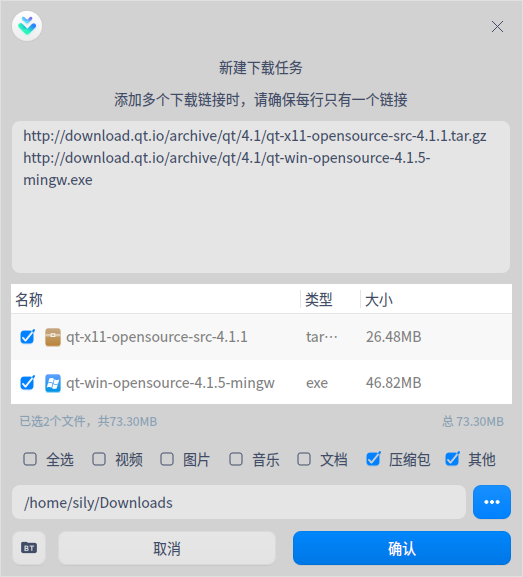 新建下载任务
添加多个下载链接时，请确保每行只有一个链接
http://download.qt.io/archive/qt/4.1/qt-x11-opensource-src-4.1.1.tar.gz
http://download.qt.io/archive/qt/4.1/qt-win-opensource-4.1.5-
mingw.exe
名称 类型 大小
qt-x11-opensource-src-4.1.1 tar··· 26.48MB
qt-win-opensource-4.1.5-mingw exe 46.82MB
已选2个文件，共73.30MB 总 73.30MB
全选 视频 图片 音乐 文档 压缩包 其他
/home/sily/Downloads
BT 取消 确认